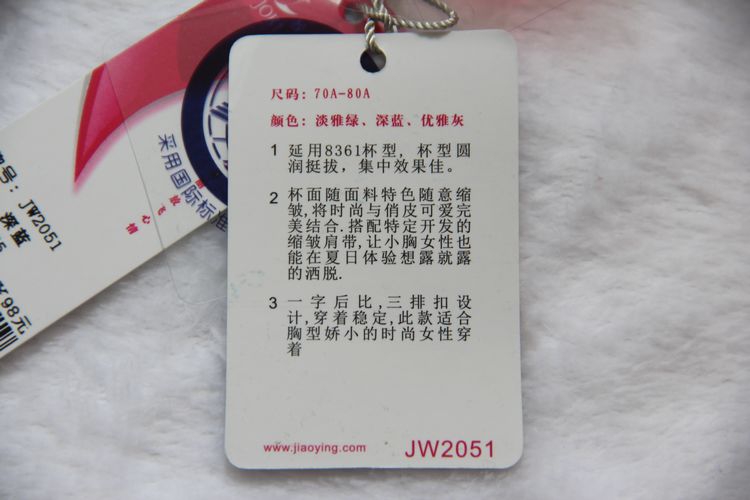 尺码：70A-80A
颜色：淡雅绿、深蓝、优雅灰
1 延用8361杯型，杯型圆
润挺拔，集中效果佳。
2 杯面随面料特色随意缩
皱,将时尚与俏皮可爱完
美结合.搭配特定开发的
缩皱肩带,让小胸女性也
能在夏日体验想露就露
的洒脱.
3 一字后比,三排扣设
计,穿着稳定,此款适合
胸型娇小的时尚女性穿
着
www.jiaoying.com
JW2051
采用国际标准
放飞心情
号: JW2051
深蓝
98元